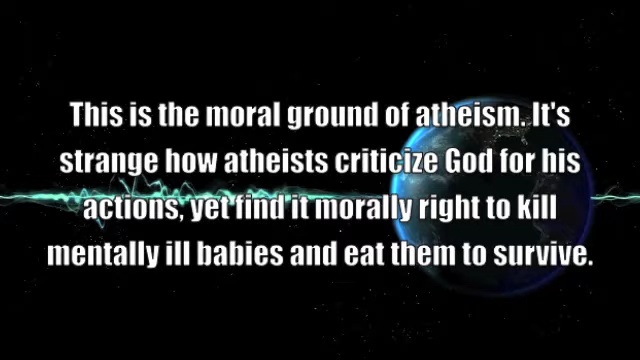 This is the moral ground of atheism. It's
strange how atheists criticize God for his
actions, yet find it morally right to kill
mentally ill babies and eat them to survive.